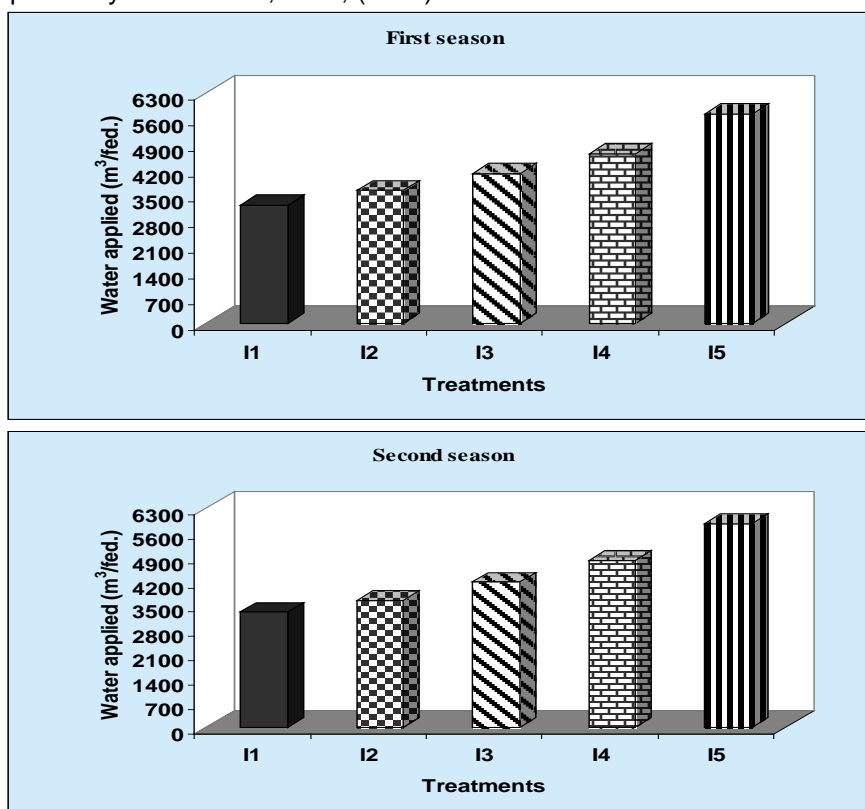 First season
Water applied (m³/fed.)
6300
5600
4900
4200
3500
2800
2100
1400
700
0
I1 I2 I3 I4 I5
Treatments
Second season
Water applied (m³/fed.)
6300
5600
4900
4200
3500
2800
2100
1400
700
0
I1 I2 I3 I4 I5
Treatments